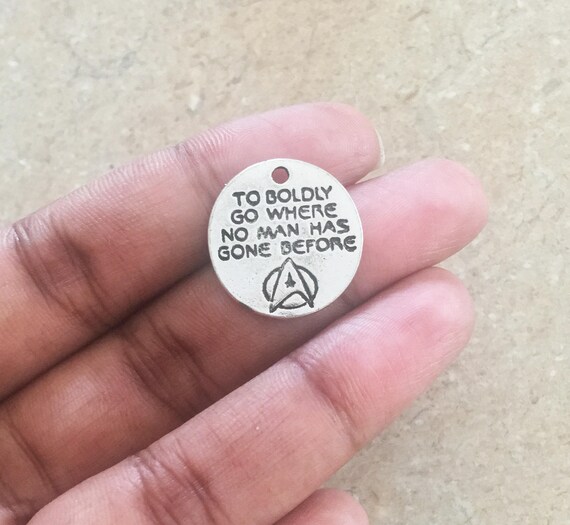 TO BOLDLY
GO WHERE
NO MAN HAS
GONE BEFORE